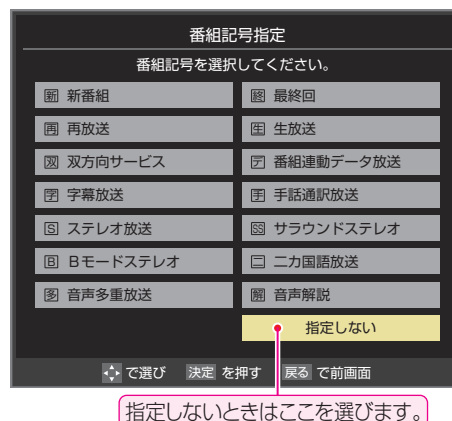 番組記号指定
番組記号を選択してください。
新 新番組 終 最終回
再 再放送 生 生放送
双 双方向サービス デ 番組連動データ放送
字 字幕放送 手 手話通訳放送
S ステレオ放送 SS サラウンドステレオ
B Bモードステレオ 二 二カ国語放送
多 音声多重放送 解 音声解説
指定しない
で選び 決定 を押す 戻る で前画面
指定しないときはここを選びます。